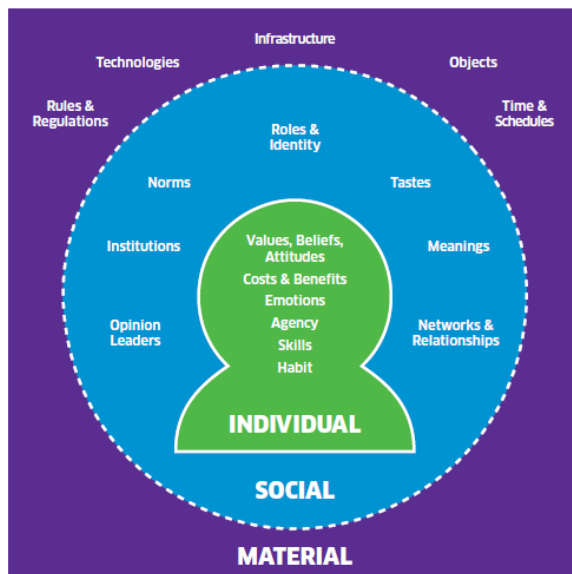 Infrastructure
Technologies
Objects
Rules &
Regulations
Time &
Schedules
Roles &
Identity
Norms
Tastes
Institutions
Values, Beliefs,
Attitudes
Meanings
Costs & Benefits
Emotions
Opinion
Leaders
Agency
Networks &
Relationships
Skills
Habit
INDIVIDUAL
SOCIAL
MATERIAL